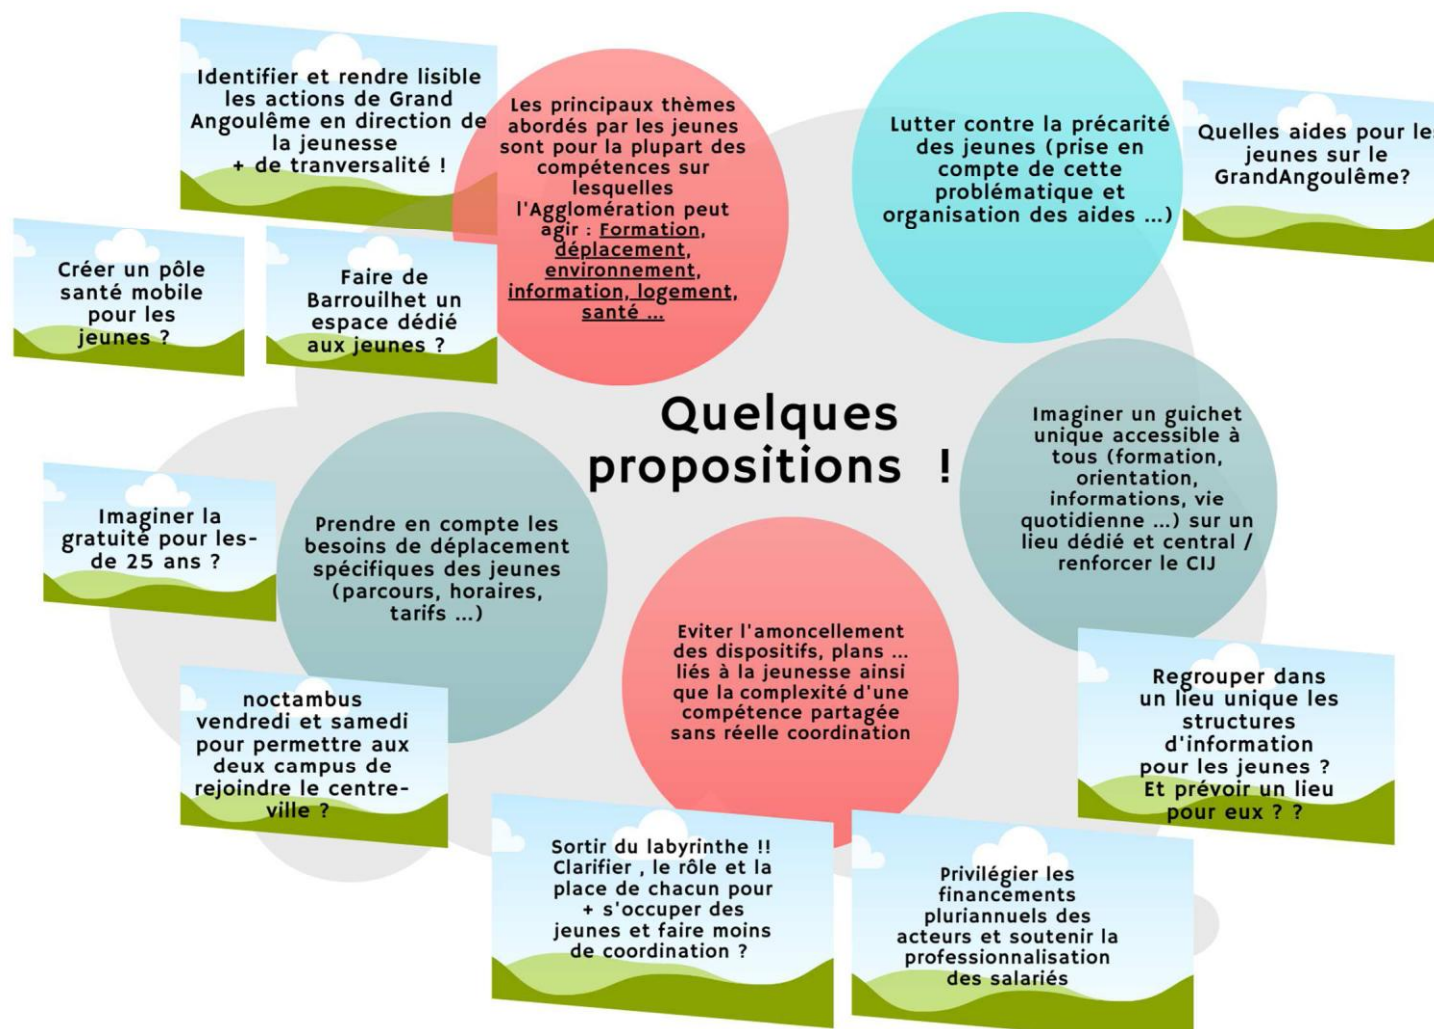 Identifier et rendre lisible
les actions de Grand
Angoulême en direction de
la jeunesse
+ de tranversalité !
Les principaux thèmes
abordés par les jeunes
sont pour la plupart des
compétences sur
lesquelles
l'Agglomération peut
agir : Formation,
déplacement,
environnement,
information, logement,
santé ...
Lutter contre la précarité
des jeunes (prise en
compte de cette
problématique et
organisation des aides ...)
Quelles aides pour les
jeunes sur le
GrandAngoulême?
Créer un pôle
santé mobile
pour les
jeunes ?
Faire de
Barrouilhet un
espace dédié
aux jeunes ?
Quelques
propositions !
Imaginer un guichet
unique accessible à
tous (formation,
orientation,
informations, vie
quotidienne ...) sur un
lieu dédié et central /
renforcer le CIJ
Imaginer la
gratuité pour les-
de 25 ans ?
Prendre en compte les
besoins de déplacement
spécifiques des jeunes
(parcours, horaires,
tarifs ...)
Eviter l'amoncellement
des dispositifs, plans ...
liés à la jeunesse ainsi
que la complexité d'une
compétence partagée
sans réelle coordination
Regrouper dans
un lieu unique les
structures
d'information
pour les jeunes ?
Et prévoir un lieu
pour eux ? ?
noctambus
vendredi et samedi
pour permettre aux
deux campus de
rejoindre le centre-
ville ?
Sortir du labyrinthe !!
Clarifier , le rôle et la
place de chacun pour
+ s'occuper des
jeunes et faire moins
de coordination ?
Privilégier les
financements
pluriannuels des
acteurs et soutenir la
professionnalisation
des salariés